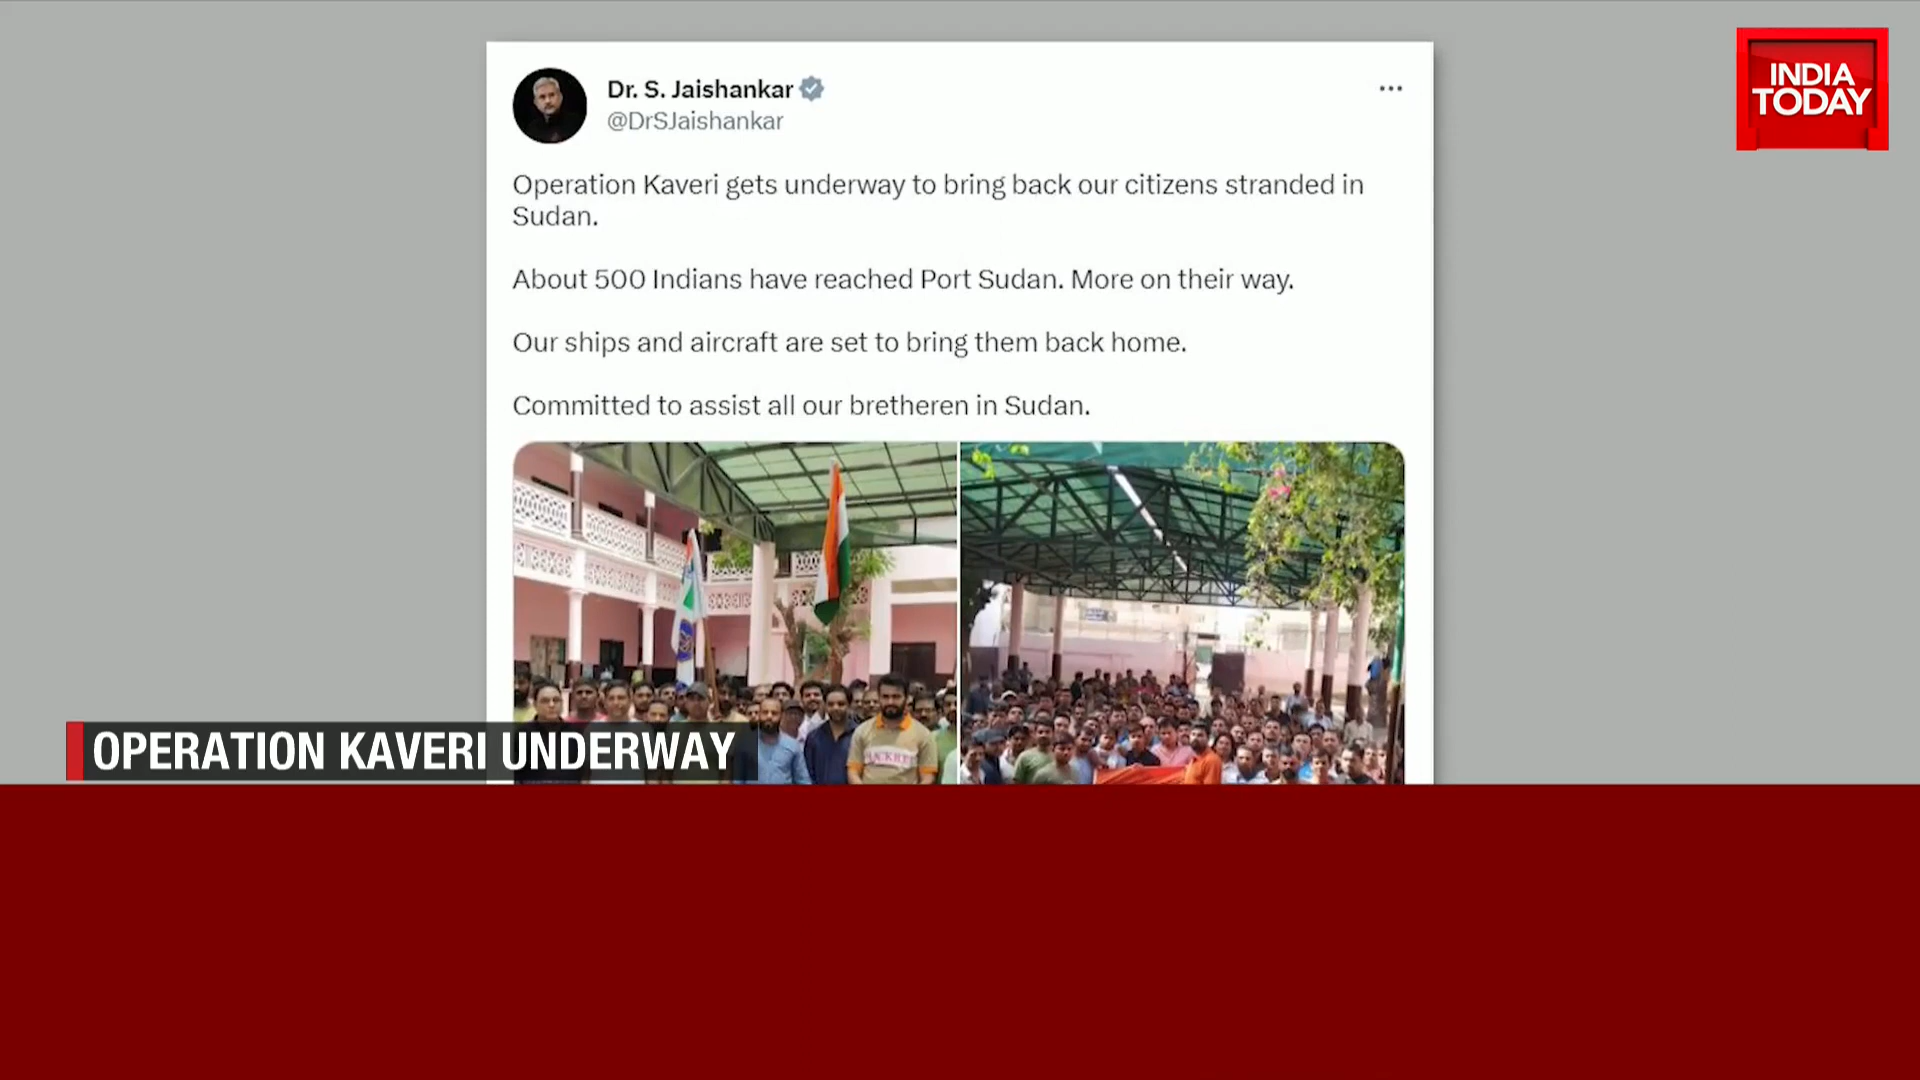 Dr. S. Jaishankar
@DrSJaishankar
INDIA
TODAY
Operation Kaveri gets underway to bring back our citizens stranded in
Sudan.
About 500 Indians have reached Port Sudan. More on their way.
Our ships and aircraft are set to bring them back home.
Committed to assist all our bretheren in Sudan.
OPERATION KAVERI UNDERWAY